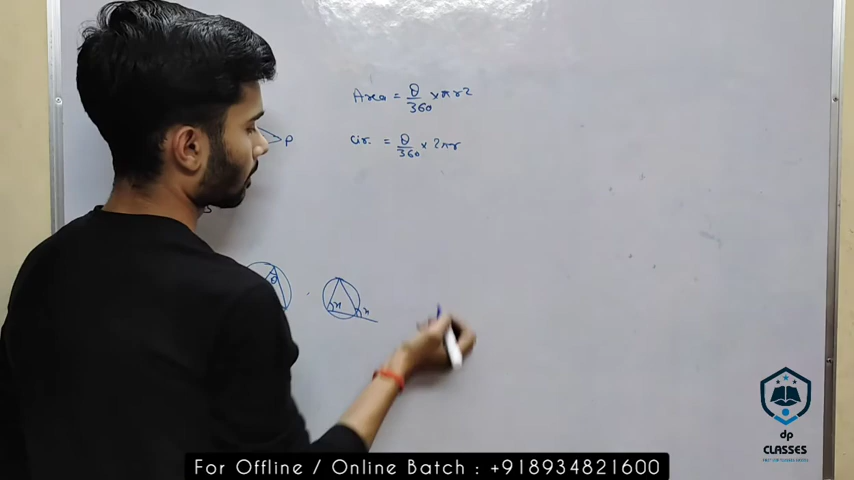 Area = θ/360 × πr2
P
Cir. = θ/360 × 2πr
θ
x x
dp
CLASSES
For Offline / Online Batch : +918934821600